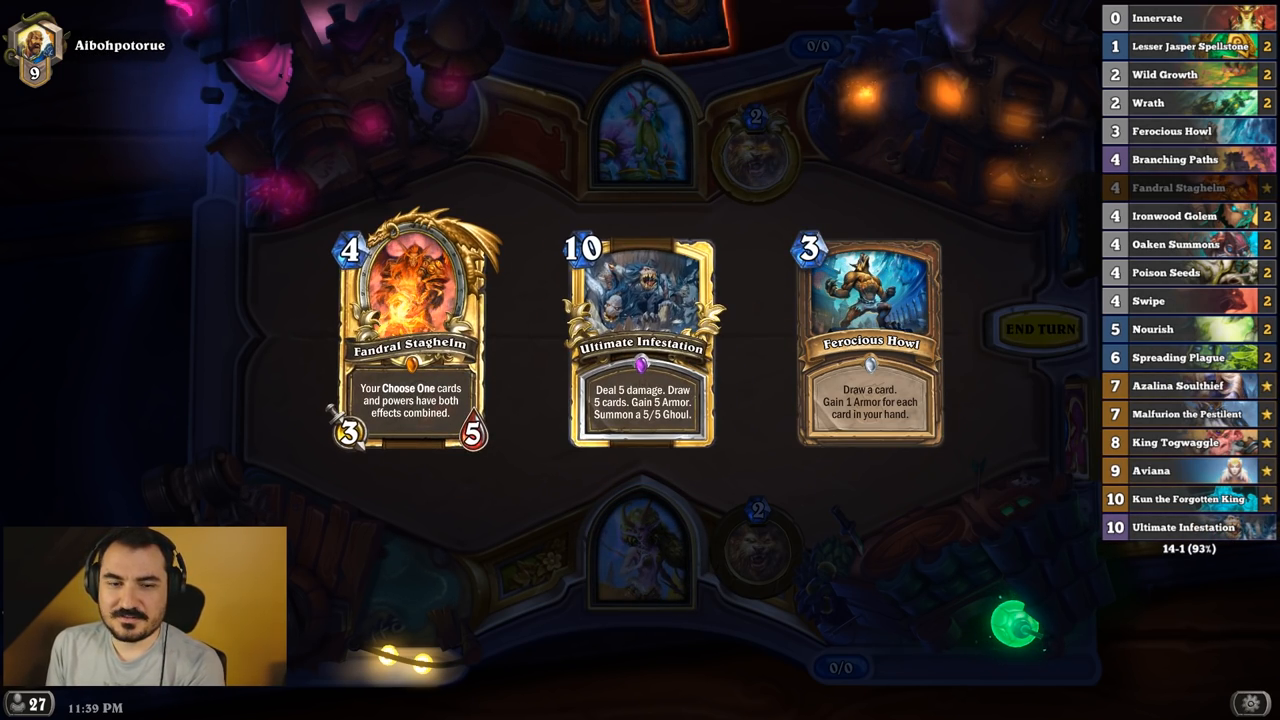 Aibohpotorue
9
0/0
2
4
Fandral Staghelm
Your Choose One cards
and powers have both
effects combined.
3
5
10
Ultimate Infestation
Deal 5 damage. Draw
5 cards. Gain 5 Armor.
Summon a 5/5 Ghoul.
3
Ferocious Howl
Draw a card.
Gain 1 Armor for each
card in your hand.
END TURN
2
0/0
27
11:39 PM
0 Innervate
1 Lesser Jasper Spellstone 2
2 Wild Growth 2
2 Wrath 2
3 Ferocious Howl
4 Branching Paths
4 Fandral Staghelm
4 Ironwood Golem 2
4 Oaken Summons 2
4 Poison Seeds 2
4 Swipe 2
5 Nourish 2
6 Spreading Plague 2
7 Azalina Soulthief
7 Malfurion the Pestilent
8 King Togwaggle
9 Aviana
10 Kun the Forgotten King
10 Ultimate Infestation
14-1 (93%)